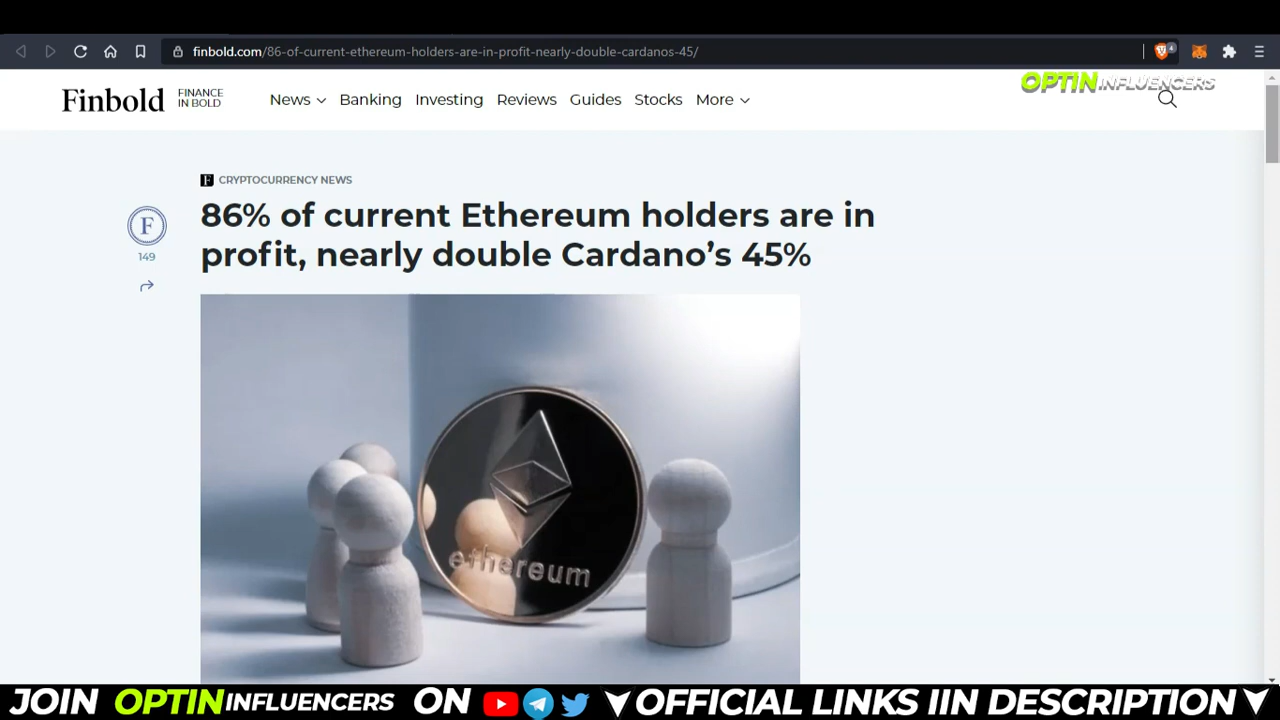 finbold.com/86-of-current-ethereum-holders-are-in-profit-nearly-double-cardanos-45/
4
OPTIN.INFLUENCERS
Finbold
FINANCE
IN BOLD
News Banking Investing Reviews Guides Stocks More
F CRYPTOCURRENCY NEWS
86% of current Ethereum holders are in
profit, nearly double Cardano's 45%
F
149
ethereum
JOIN OPTIN INFLUENCERS ON OFFICIAL LINKS IN DESCRIPTION